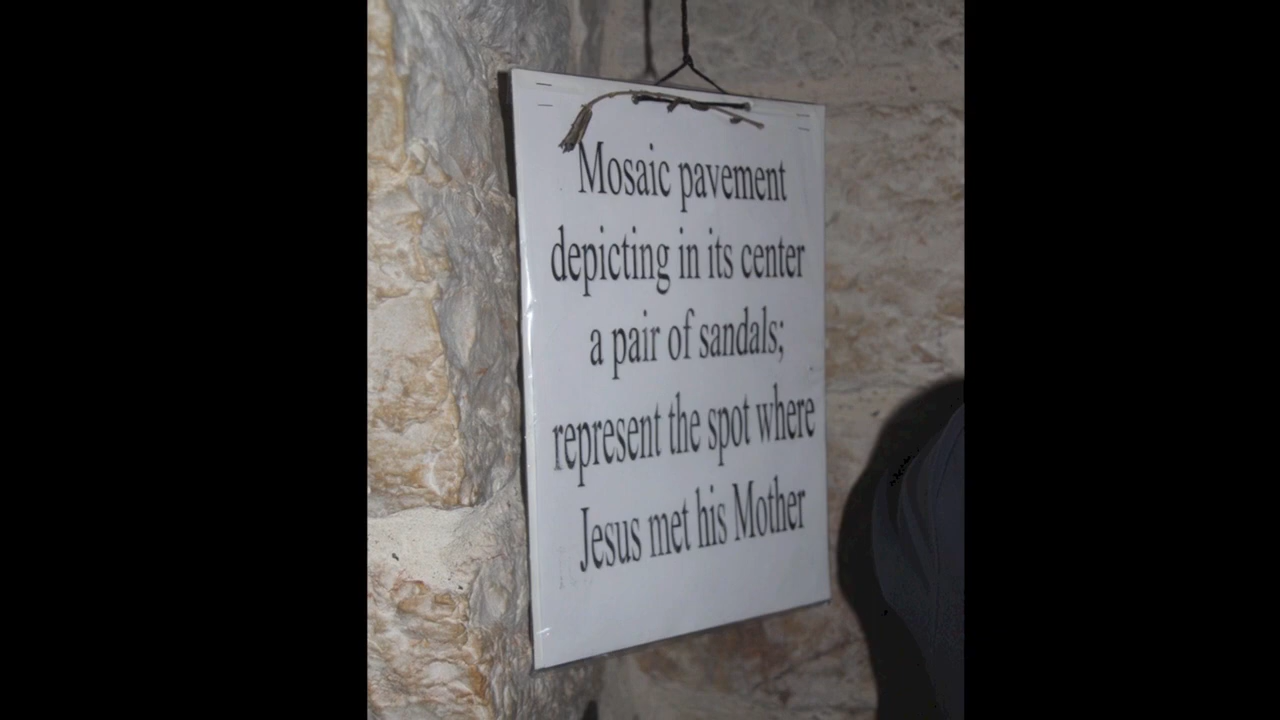 Mosaic pavement
depicting in its center
a pair of sandals;
represent the spot where
Jesus met his Mother